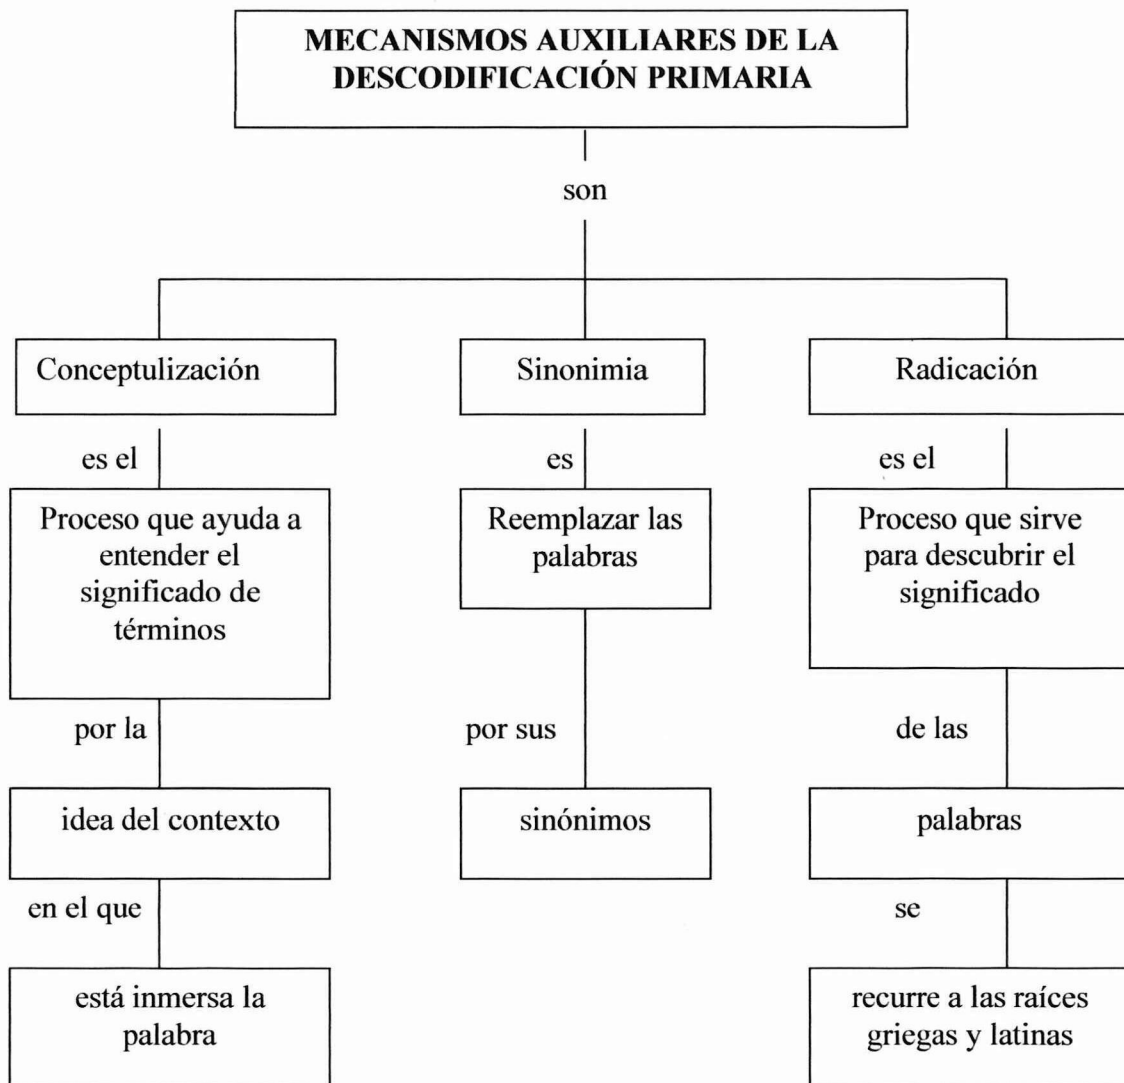 MECANISMOS AUXILIARES DE LA
DESCODIFICACIÓN PRIMARIA
son
Conceptulización
es el
Proceso que ayuda a
entender el
significado de
términos
por la
idea del contexto
en el que
está inmersa la
palabra
Sinonimia
es
Reemplazar las
palabras
por sus
sinónimos
Radicación
es el
Proceso que sirve
para descubrir el
significado
de las
palabras
se
recurre a las raíces
griegas y latinas